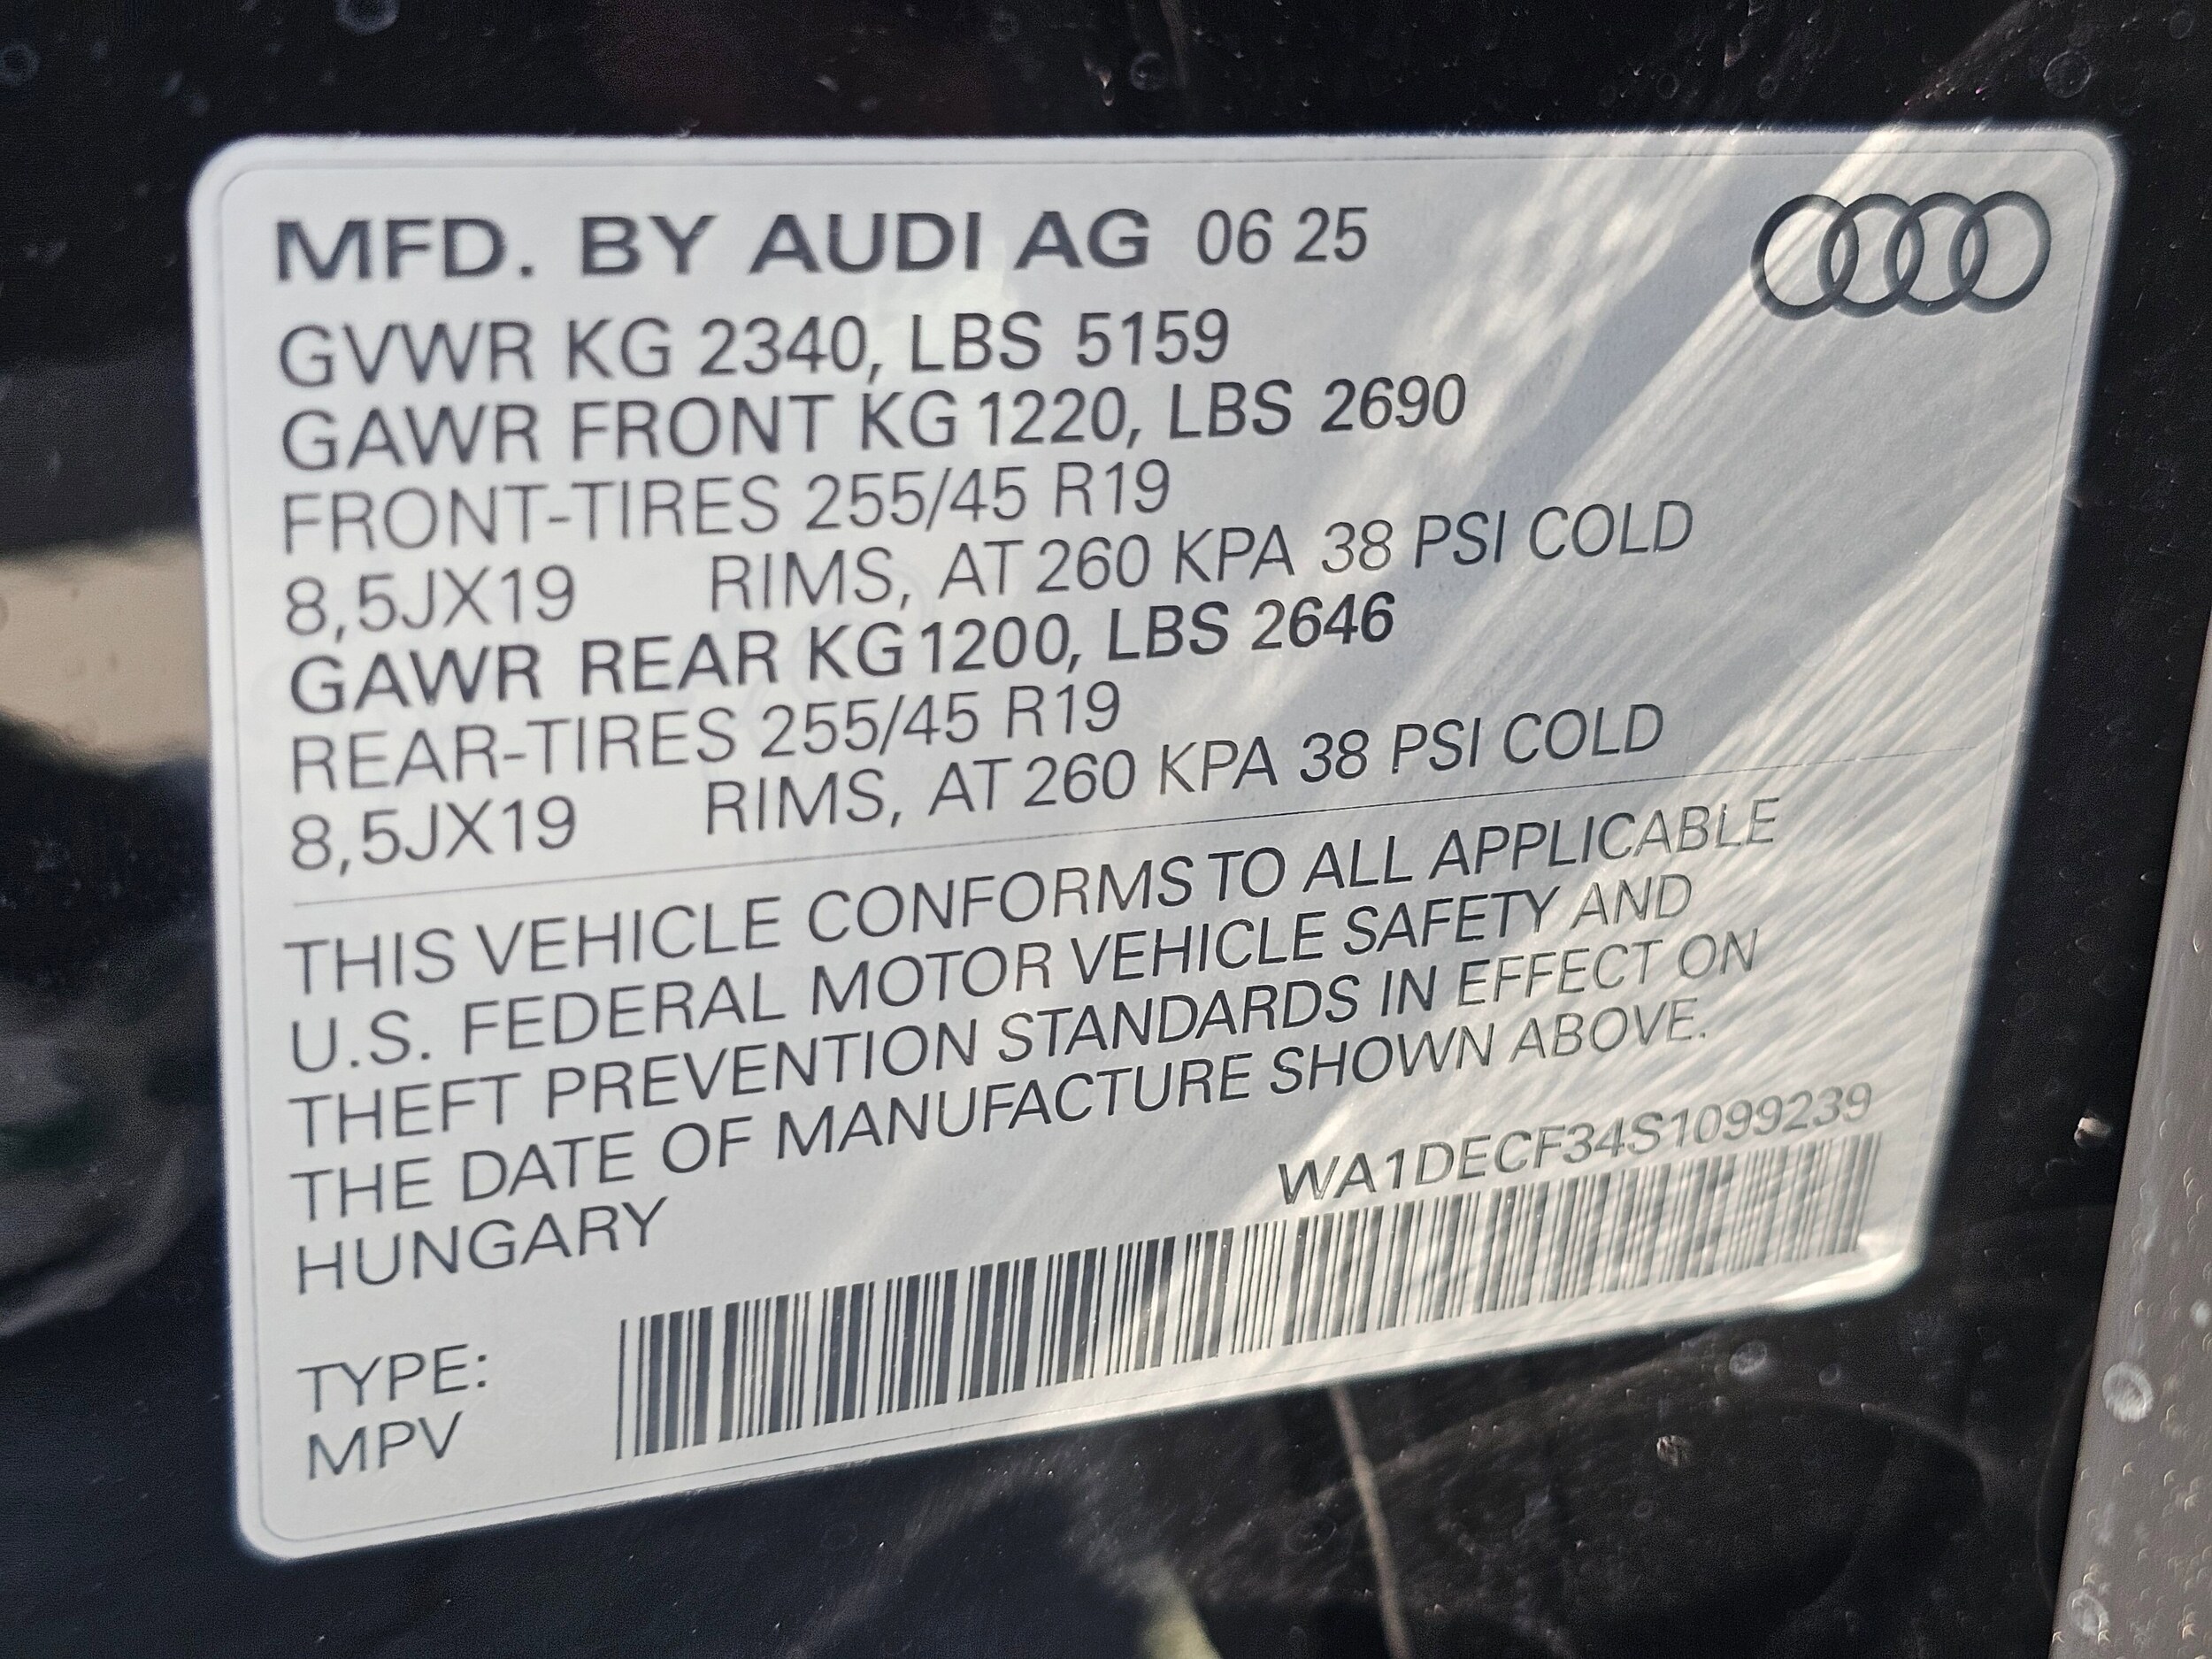 MFD. BY AUDI AG 06 25
GVWR KG 2340, LBS 5159
GAWR FRONT KG 1220, LBS 2690
FRONT-TIRES 255/45 R19
8,5JX19 RIMS, AT 260 KPA 38 PSI COLD
GAWR REAR KG 1200, LBS 2646
REAR-TIRES 255/45 R19
8,5JX19 RIMS, AT 260 KPA 38 PSI COLD
THIS VEHICLE CONFORMS TO ALL APPLICABLE
U.S. FEDERAL MOTOR VEHICLE SAFETY AND
THEFT PREVENTION STANDARDS IN EFFECT ON
THE DATE OF MANUFACTURE SHOWN ABOVE.
HUNGARY
WA1DECF34S1099239
TYPE:
MPV